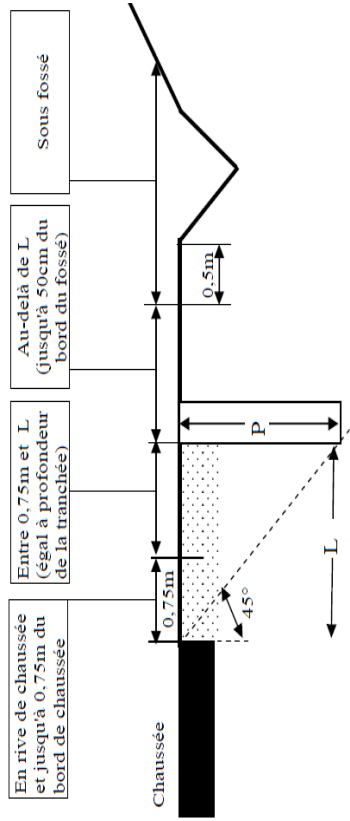 En rive de chaussée
et jusqu'à 0,75m du
bord de chaussée
Entre 0,75m et L
(égal à profondeur
de la tranchée)
Au-delà de L
(jusqu'à 50cm du
bord du fossé)
Sous fossé
Chaussée
0,75m
0,5m
P
45°
L